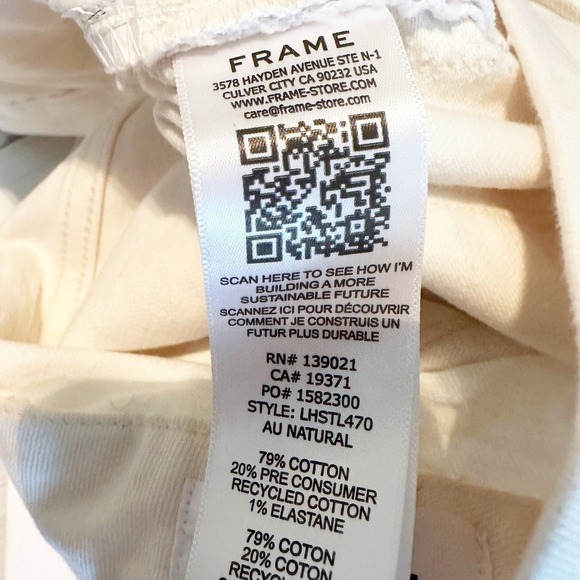 FRAME
3578 HAYDEN AVENUE STE N-1
CULVER CITY CA 90232 USA
WWW.FRAME-STORE.COM
care@frame-store.com
SCAN HERE TO SEE HOW I'M
BUILDING A MORE
SUSTAINABLE FUTURE
SCANNEZ ICI POUR DÉCOUVRIR
COMMENT JE CONSTRUIS UN
FUTUR PLUS DURABLE
RN# 139021
CA# 19371
PO# 1582300
STYLE: LHSTL470
AU NATURAL
79% COTTON
20% PRE CONSUMER
RECYCLED COTTON
1% ELASTANE
79% COTON
20% COTON